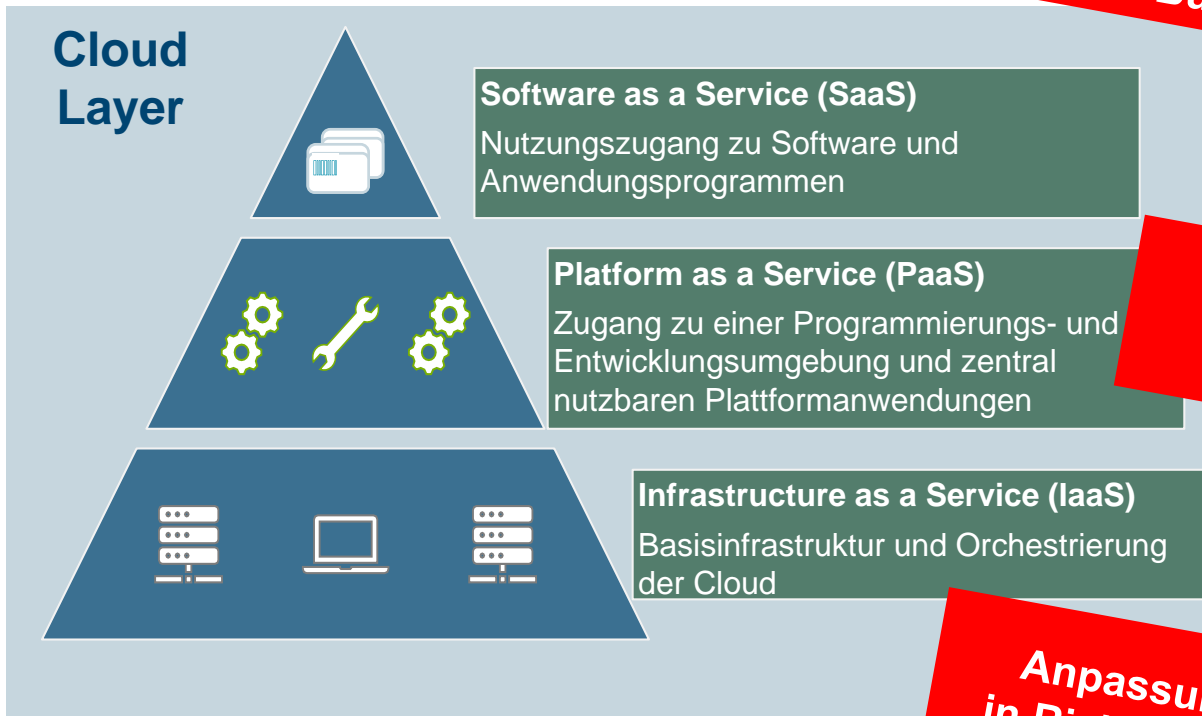 Cloud
Layer
Software as a Service (SaaS)
Nutzungszugang zu Software und
Anwendungsprogrammen
Platform as a Service (PaaS)
Zugang zu einer Programmierungs- und
Entwicklungsumgebung und zentral
nutzbaren Plattformanwendungen
Infrastructure as a Service (IaaS)
Basisinfrastruktur und Orchestrierung
der Cloud
in